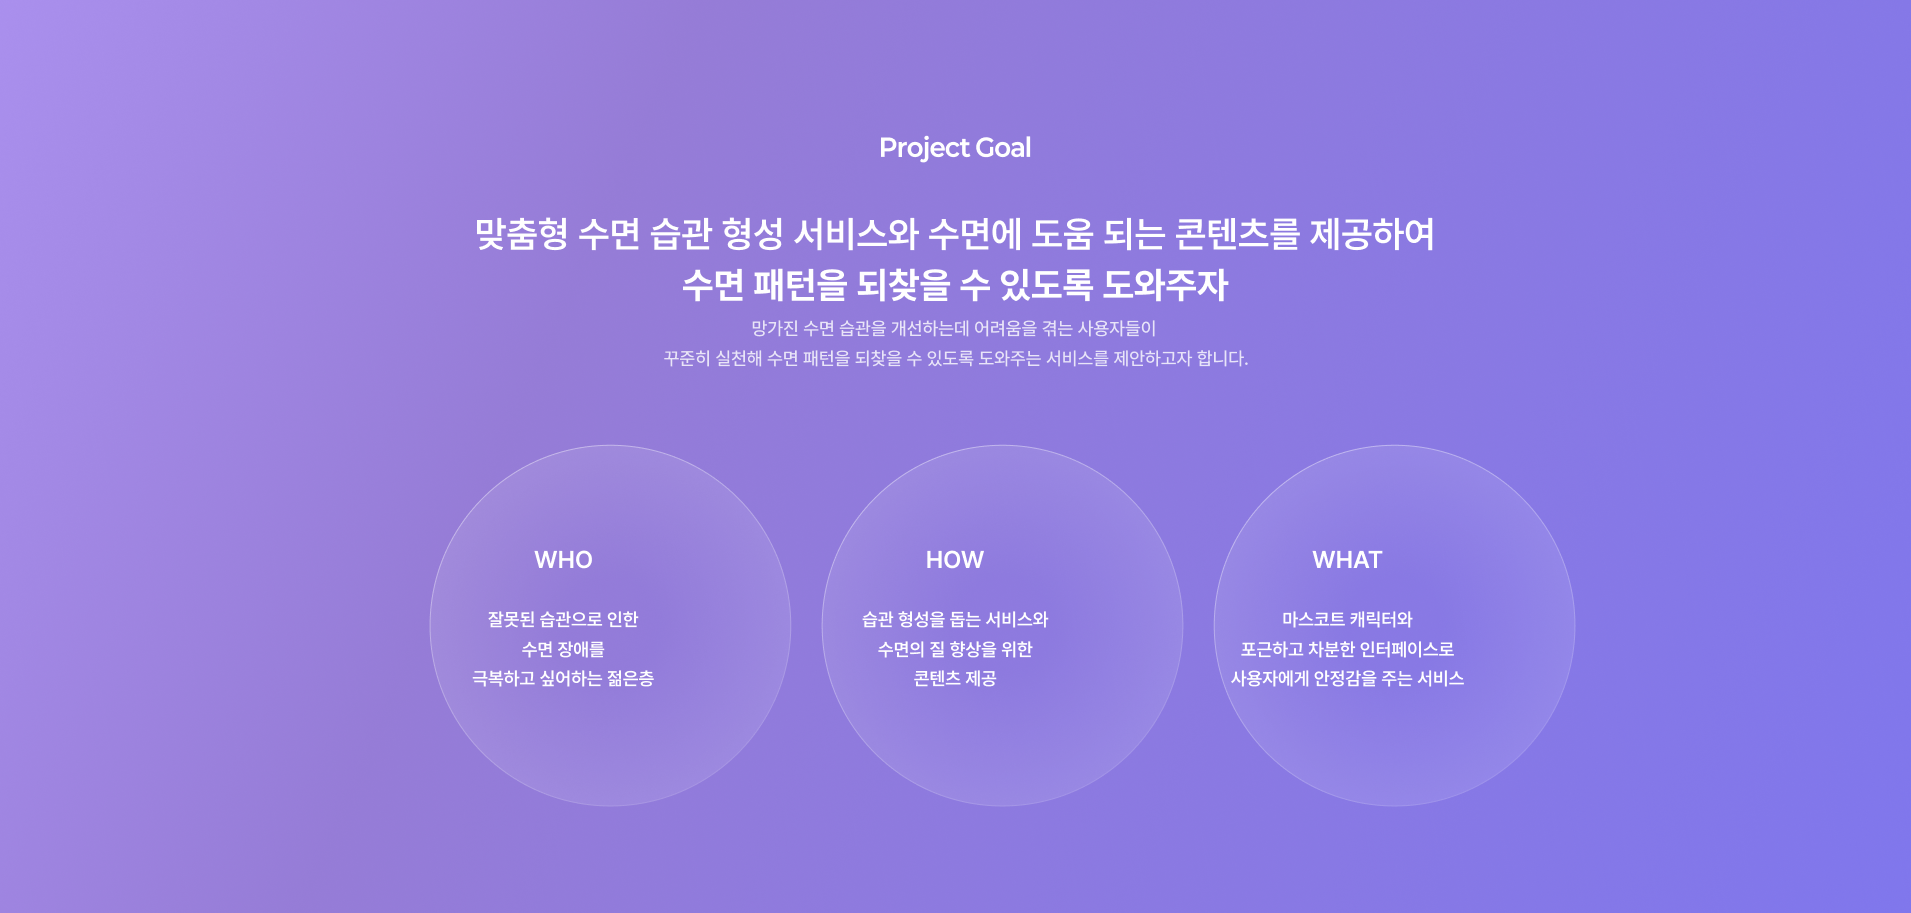 Project Goal
맞춤형 수면 습관 형성 서비스와 수면에 도움 되는 콘텐츠를 제공하여
수면 패턴을 되찾을 수 있도록 도와주자
망가진 수면 습관을 개선하는데 어려움을 겪는 사용자들이
꾸준히 실천해 수면 패턴을 되찾을 수 있도록 도와주는 서비스를 제안하고자 합니다.
WHO
잘못된 습관으로 인한
수면 장애를
극복하고 싶어하는 젊은층
HOW
습관 형성을 돕는 서비스와
수면의 질 향상을 위한
콘텐츠 제공
WHAT
마스코트 캐릭터와
포근하고 차분한 인터페이스로
사용자에게 안정감을 주는 서비스